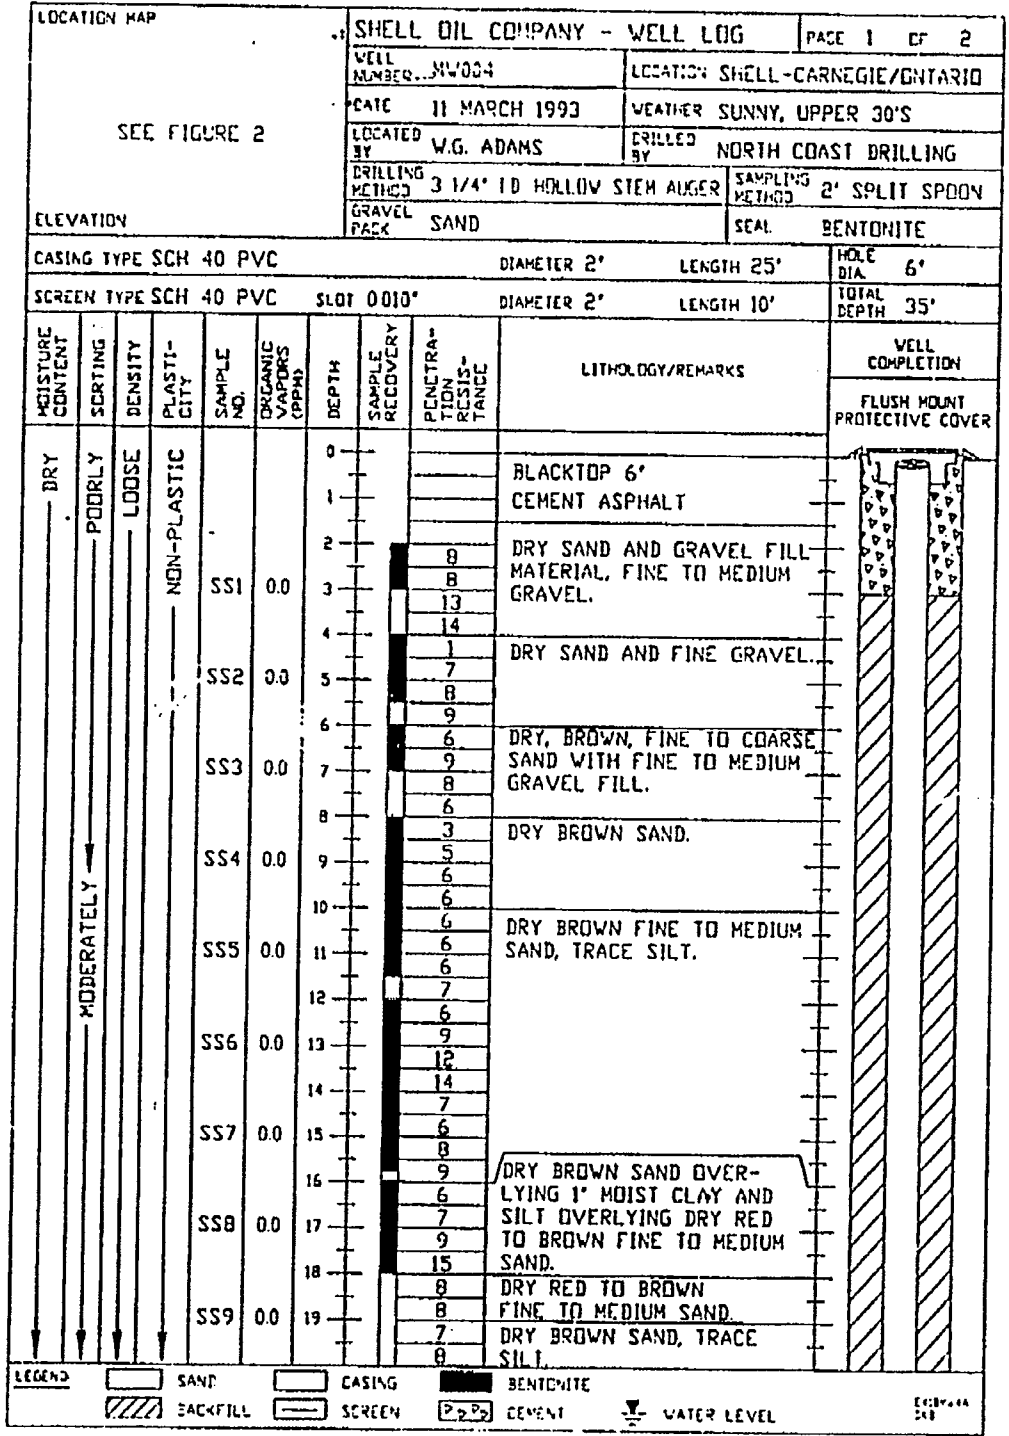 LOCATION MAP
SEE FIGURE 2
ELEVATION
SHELL OIL COMPANY - WELL LOG
PAGE 1 OF 2
WELL NUMBER MW004
LOCATION SHELL-CARNEGIE/ONTARIO
DATE 11 MARCH 1993
WEATHER SUNNY, UPPER 30'S
LOCATED BY W.G. ADAMS
DRILLED BY NORTH COAST DRILLING
DRILLING METHOD 3 1/4" ID HOLLOW STEM AUGER
SAMPLING METHOD 2' SPLIT SPOON
GRAVEL PACK SAND
SEAL BENTONITE
CASING TYPE SCH 40 PVC DIAMETER 2" LENGTH 25'
HOLE DIA. 6"
SCREEN TYPE SCH 40 PVC SLOT 0.010" DIAMETER 2" LENGTH 10'
TOTAL DEPTH 35'
MOISTURE CONTENT
SORTING
DENSITY
PLASTI-
CITY
SAMPLE NO.
ORGANIC VAPORS (PPM)
DEPTH
SAMPLE RECOVERY
PENETRA-
TION
RESIS-
TANCE
LITHOLOGY/REMARKS
WELL COMPLETION
FLUSH MOUNT
PROTECTIVE COVER
DRY
POORLY
MODERATELY
LOOSE
NON-PLASTIC
SS1 0.0
SS2 0.0
SS3 0.0
SS4 0.0
SS5 0.0
SS6 0.0
SS7 0.0
SS8 0.0
SS9 0.0
0
1
2
3
4
5
6
7
8
9
10
11
12
13
14
15
16
17
18
19
8
8
13
14
1
7
8
9
6
9
8
6
3
5
6
6
6
6
6
7
6
9
12
14
7
6
8
9
6
7
9
15
8
8
7
8
BLACKTOP 6"
CEMENT ASPHALT
DRY SAND AND GRAVEL FILL
MATERIAL, FINE TO MEDIUM
GRAVEL.
DRY SAND AND FINE GRAVEL.
DRY, BROWN, FINE TO COARSE
SAND WITH FINE TO MEDIUM
GRAVEL FILL.
DRY BROWN SAND.
DRY BROWN FINE TO MEDIUM
SAND, TRACE SILT.
DRY BROWN SAND OVER-
LYING 1" MOIST CLAY AND
SILT OVERLYING DRY RED
TO BROWN FINE TO MEDIUM
SAND.
DRY RED TO BROWN
FINE TO MEDIUM SAND.
DRY BROWN SAND, TRACE
SILT.
LEGEND
SAND
CASING
BENTONITE
BACKFILL
SCREEN
CEMENT
WATER LEVEL